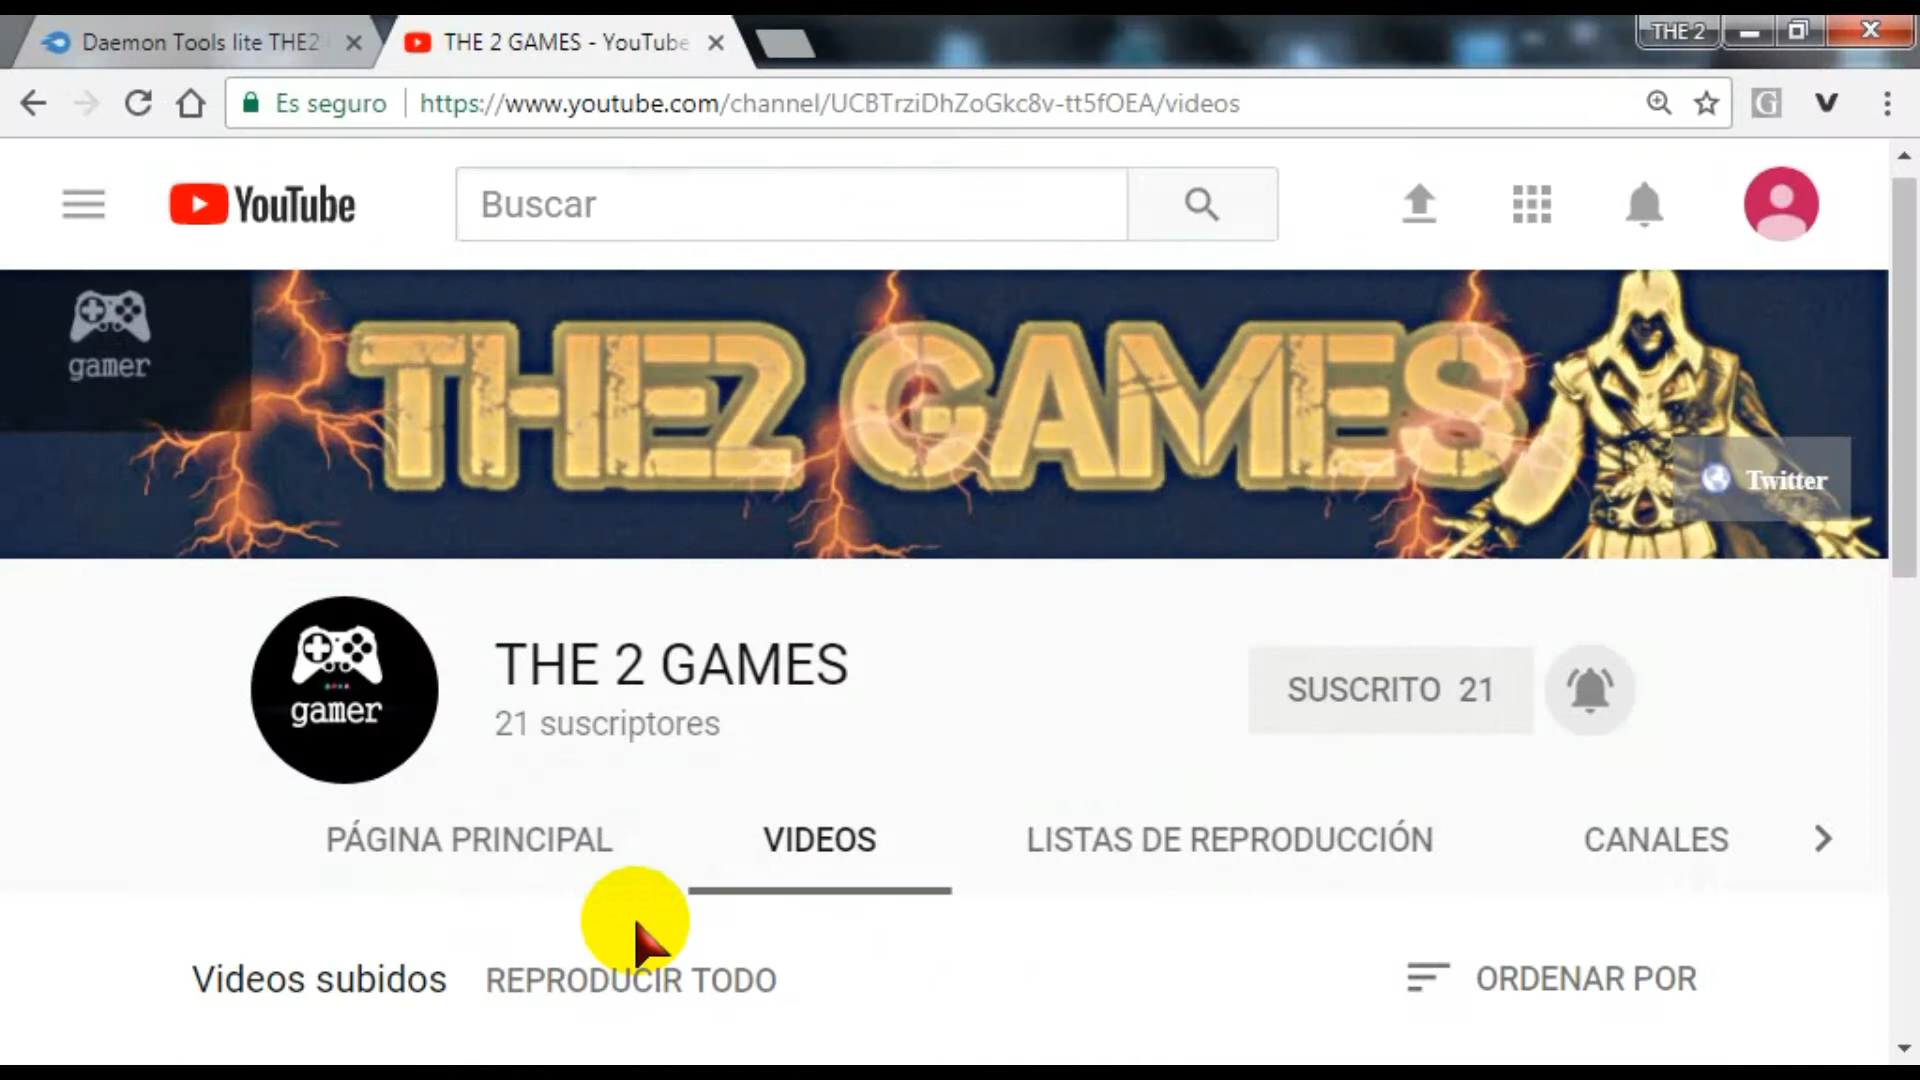 Daemon Tools lite THE2
THE 2 GAMES - YouTube
THE 2
Es seguro
https://www.youtube.com/channel/UCBTrziDhZoGkc8v-tt5fOEA/videos
G
YouTube
Buscar
gamer
THE2 GAMES
Twitter
gamer
THE 2 GAMES
21 suscriptores
SUSCRITO 21
PÁGINA PRINCIPAL
VIDEOS
LISTAS DE REPRODUCCIÓN
CANALES
Videos subidos
REPRODUCIR TODO
ORDENAR POR